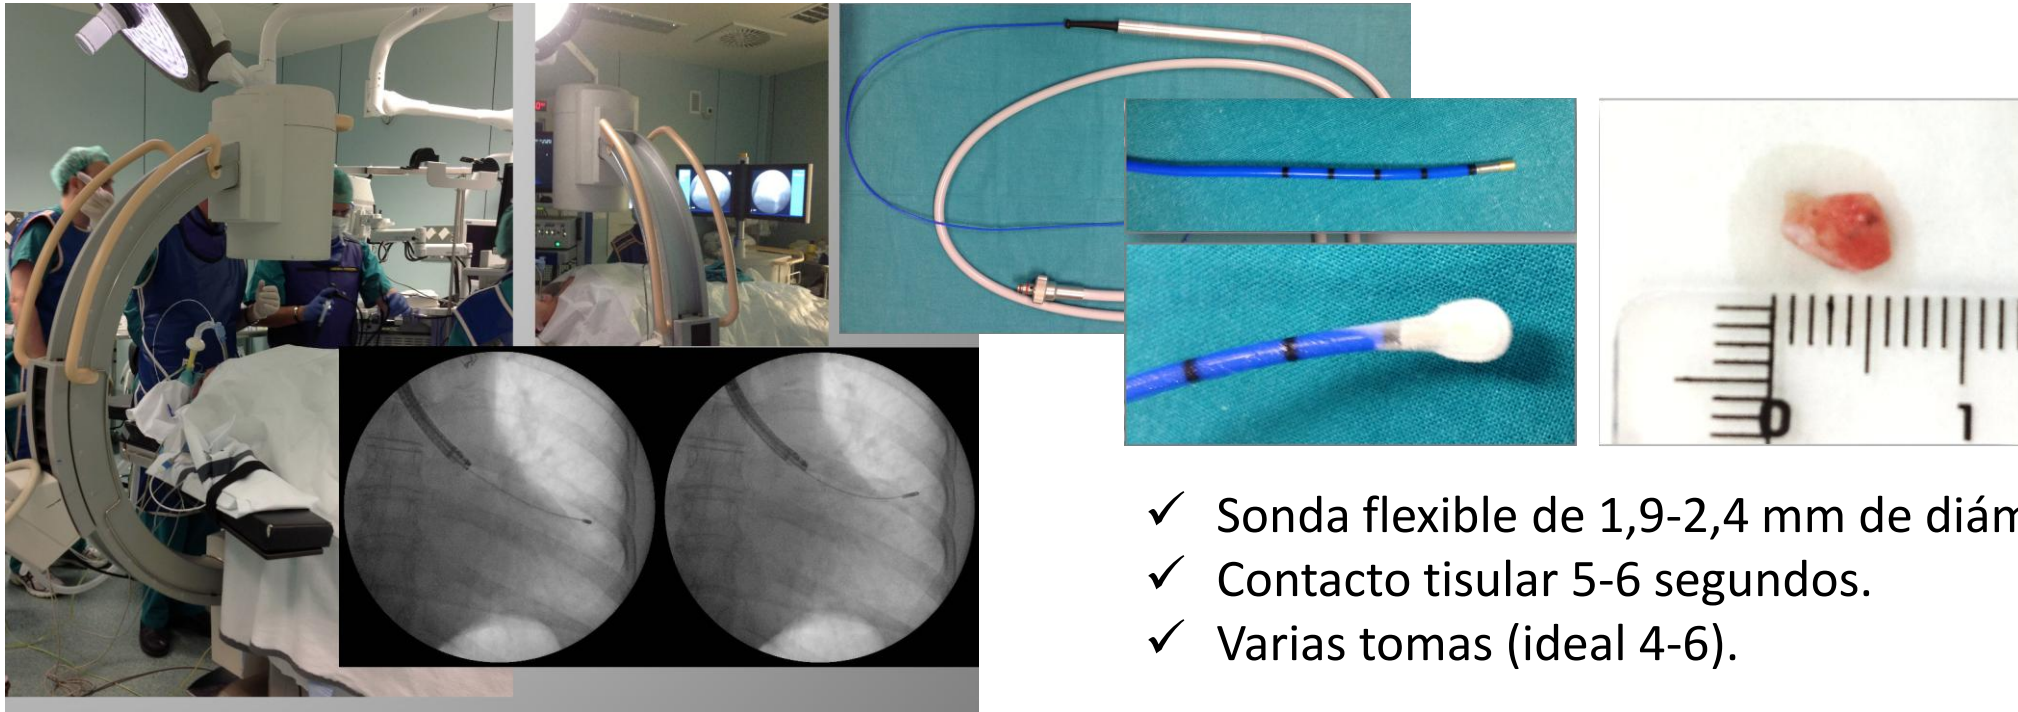 0 1
✓ Sonda flexible de 1,9-2,4 mm de diám
✓ Contacto tisular 5-6 segundos.
✓ Varias tomas (ideal 4-6).